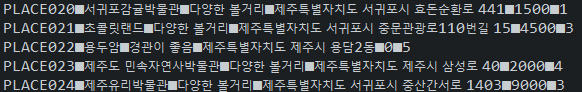 PLACE020■서귀포감귤박물관■다양한 볼거리■제주특별자치도 서귀포시 효돈순환로 441■1500■1
PLACE021■초콜릿랜드■다양한 볼거리■제주특별자치도 서귀포시 중문관광로110번길 15■4500■3
PLACE022■용두암■경관이 좋음■제주특별자치도 제주시 용담2동■0■5
PLACE023■제주도 민속자연사박물관■다양한 볼거리■제주특별자치도 제주시 삼성로 40■2000■4
PLACE024■제주유리박물관■다양한 볼거리■제주특별자치도 서귀포시 중산간서로 1403■9000■3